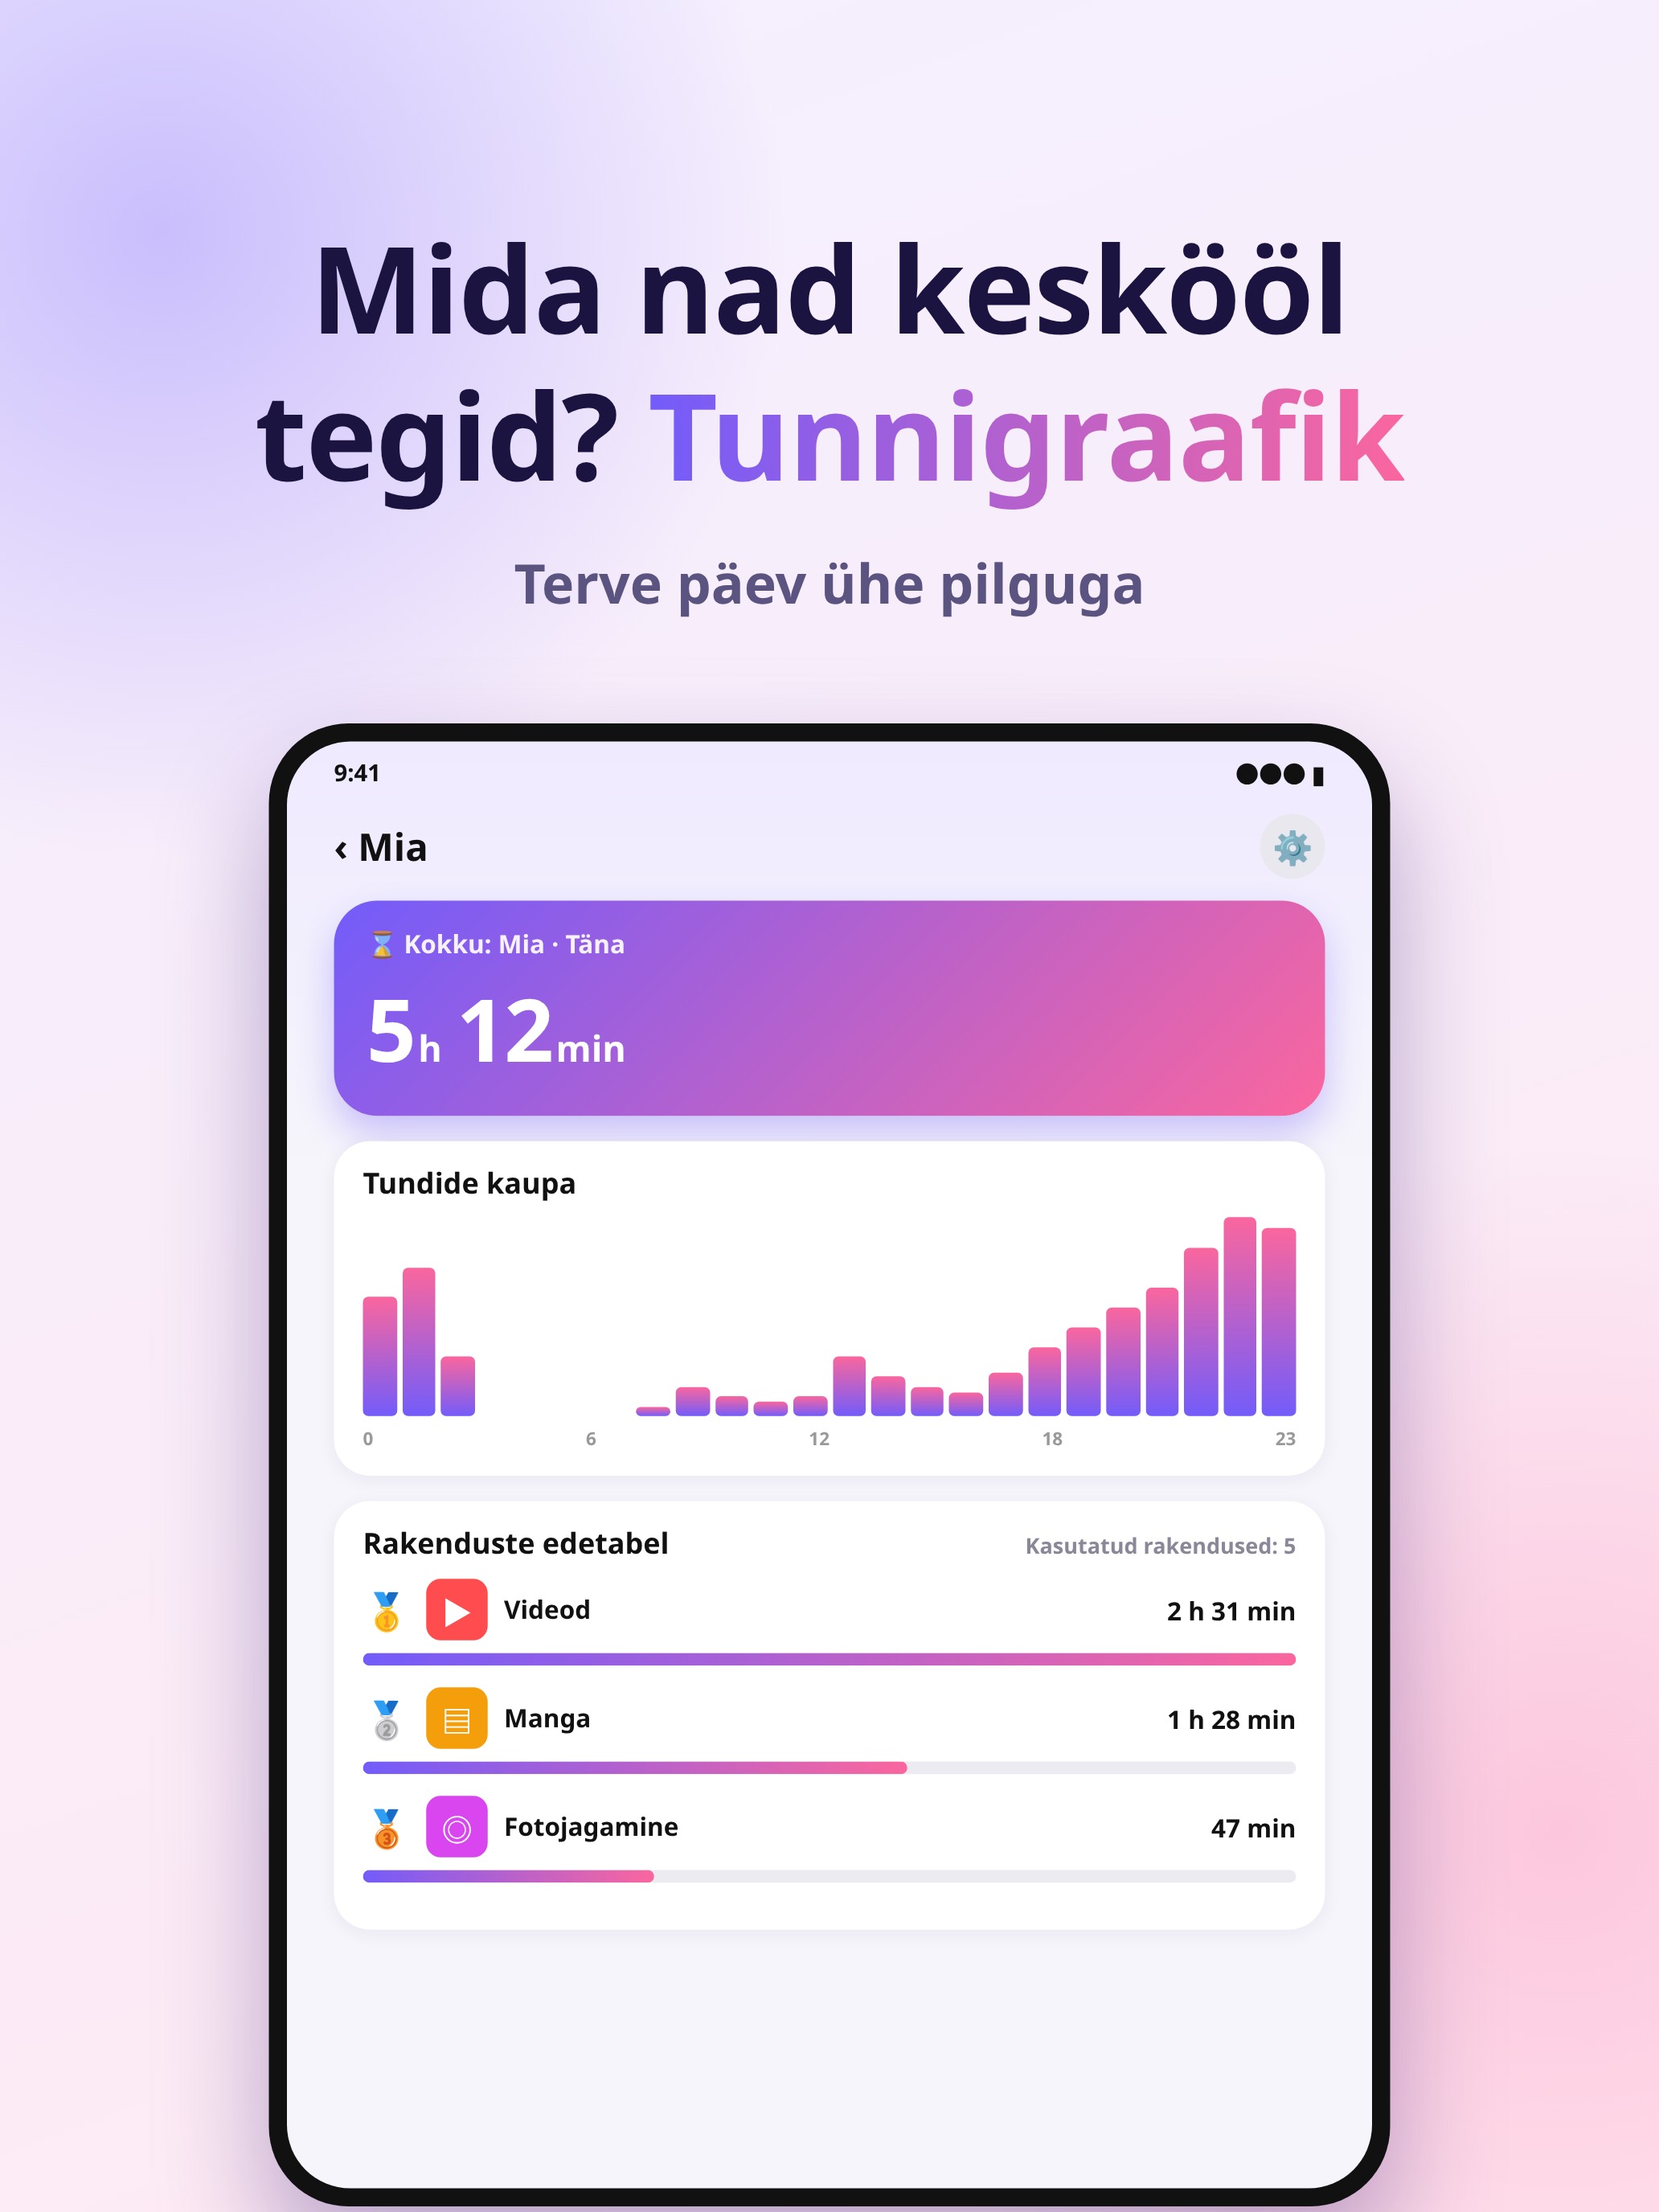 Mida nad keskööl
tegid? Tunnigraafik
Terve päev ühe pilguga
9:41
‹ Mia
⌛ Kokku: Mia · Täna
5h 12min
Tundide kaupa
0 6 12 18 23
Rakenduste edetabel
Kasutatud rakendused: 5
Videod
2 h 31 min
Manga
1 h 28 min
Fotojagamine
47 min